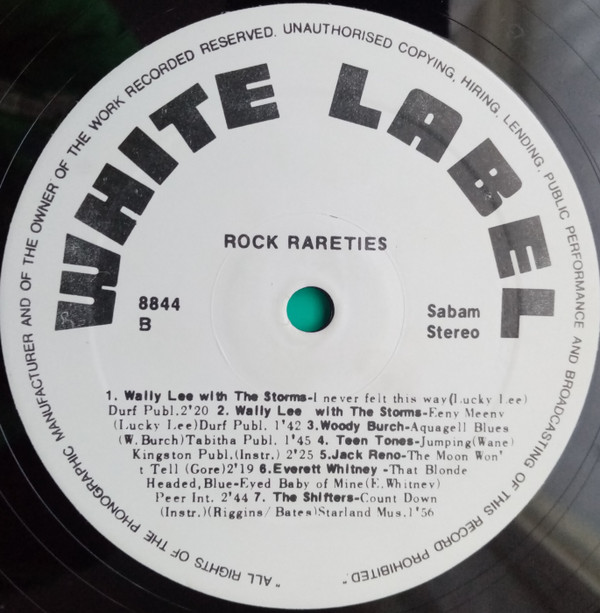 WHITE LABEL
"ALL RIGHTS OF THE PHONOGRAPHIC MANUFACTURER AND OF THE OWNER OF THE WORK RECORDED RESERVED. UNAUTHORISED COPYING, HIRING, LENDING, PUBLIC PERFORMANCE AND BROADCASTING OF THIS RECORD PROHIBITED."
ROCK RARETIES
8844
B
Sabam
Stereo
1. Wally Lee with The Storms-I never felt this way(Lucky Lee)
Durf Publ.2'20 2. Wally Lee with The Storms-Eeny Meeny
(Lucky Lee)Durf Publ. 1'42 3.Woody Burch-Aquagell Blues
(W.Burch)Tabitha Publ. 1'45 4. Teen Tones-Jumping(Wane)
Kingston Publ.(Instr.) 2'25 5.Jack Reno-The Moon Won'
t Tell (Gore)2'19 6.Everett Whitney -That Blonde
Headed,Blue-Eyed Baby of Mine(E.Whitney)
Peer Int. 2'44 7. The Shifters-Count Down
(Instr.)(Riggins/Bates)Starland Mus.1'56